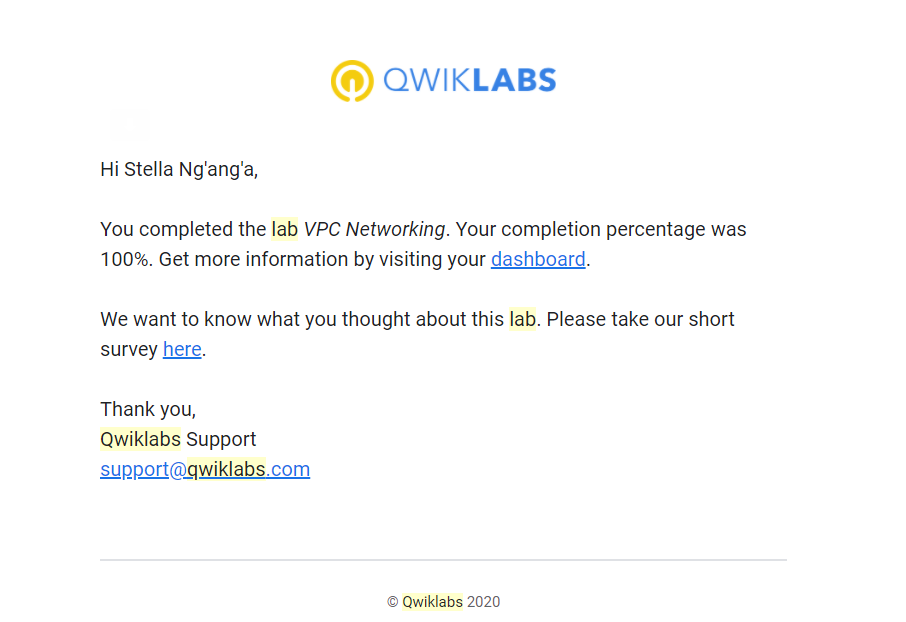 QWIKLABS
Hi Stella Ng'ang'a,
You completed the lab VPC Networking. Your completion percentage was
100%. Get more information by visiting your dashboard.
We want to know what you thought about this lab. Please take our short
survey here.
Thank you,
Qwiklabs Support
support@qwiklabs.com
© Qwiklabs 2020